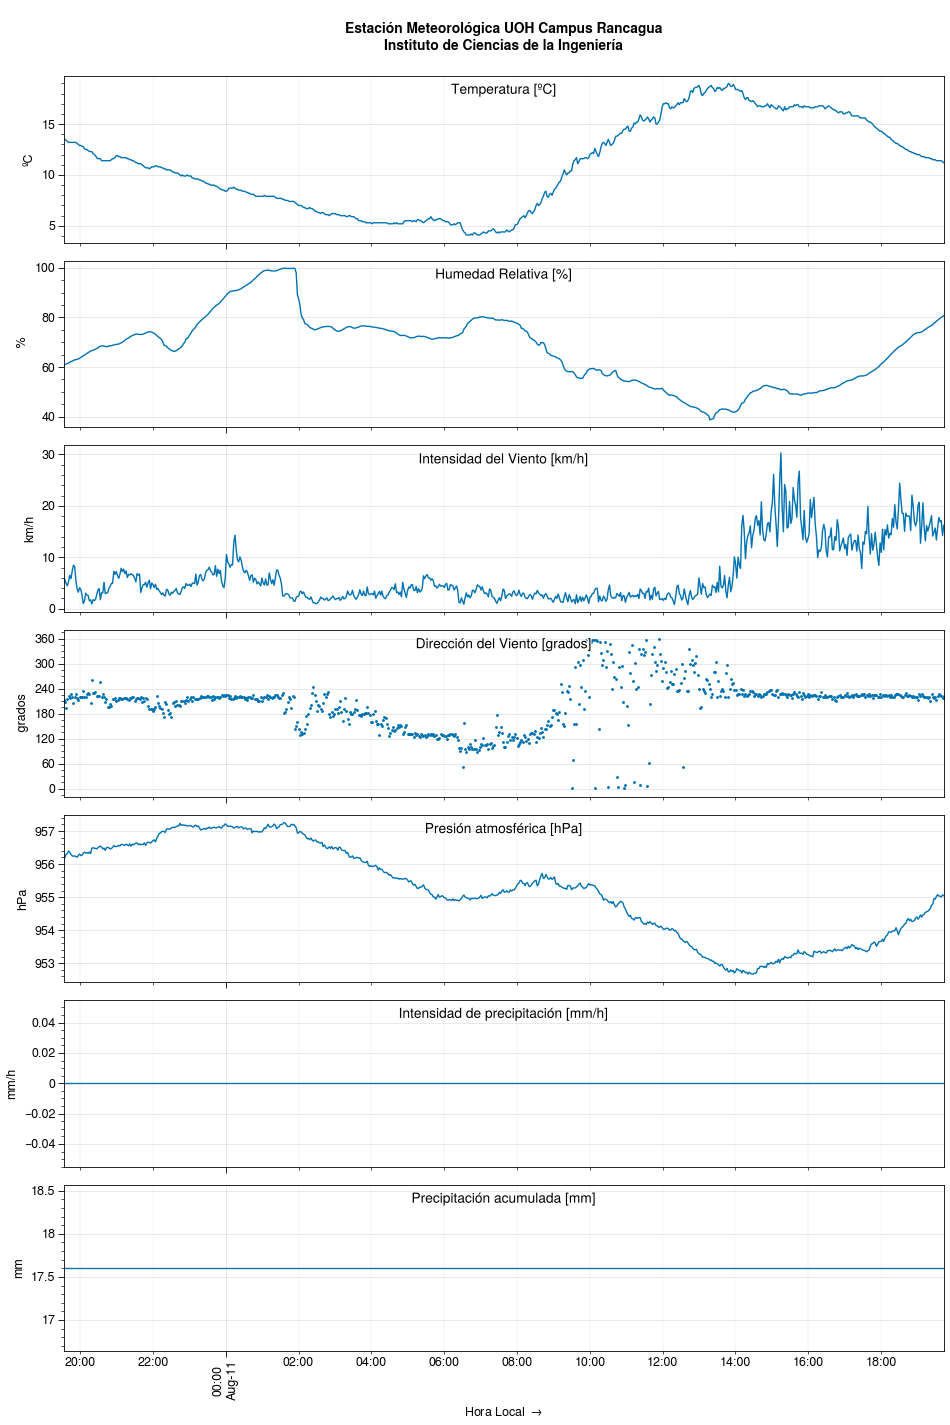 Estación Meteorológica UOH Campus Rancagua
Instituto de Ciencias de la Ingeniería
Temperatura [ºC]
ºC
15
10
5
Humedad Relativa [%]
%
100
80
60
40
Intensidad del Viento [km/h]
km/h
30
20
10
0
Dirección del Viento [grados]
grados
360
300
240
180
120
60
0
Presión atmosférica [hPa]
hPa
957
956
955
954
953
Intensidad de precipitación [mm/h]
mm/h
0.04
0.02
0
−0.02
−0.04
Precipitación acumulada [mm]
mm
18.5
18
17.5
17
20:00 22:00 00:00 02:00 04:00 06:00 08:00 10:00 12:00 14:00 16:00 18:00
Aug-11
Hora Local →